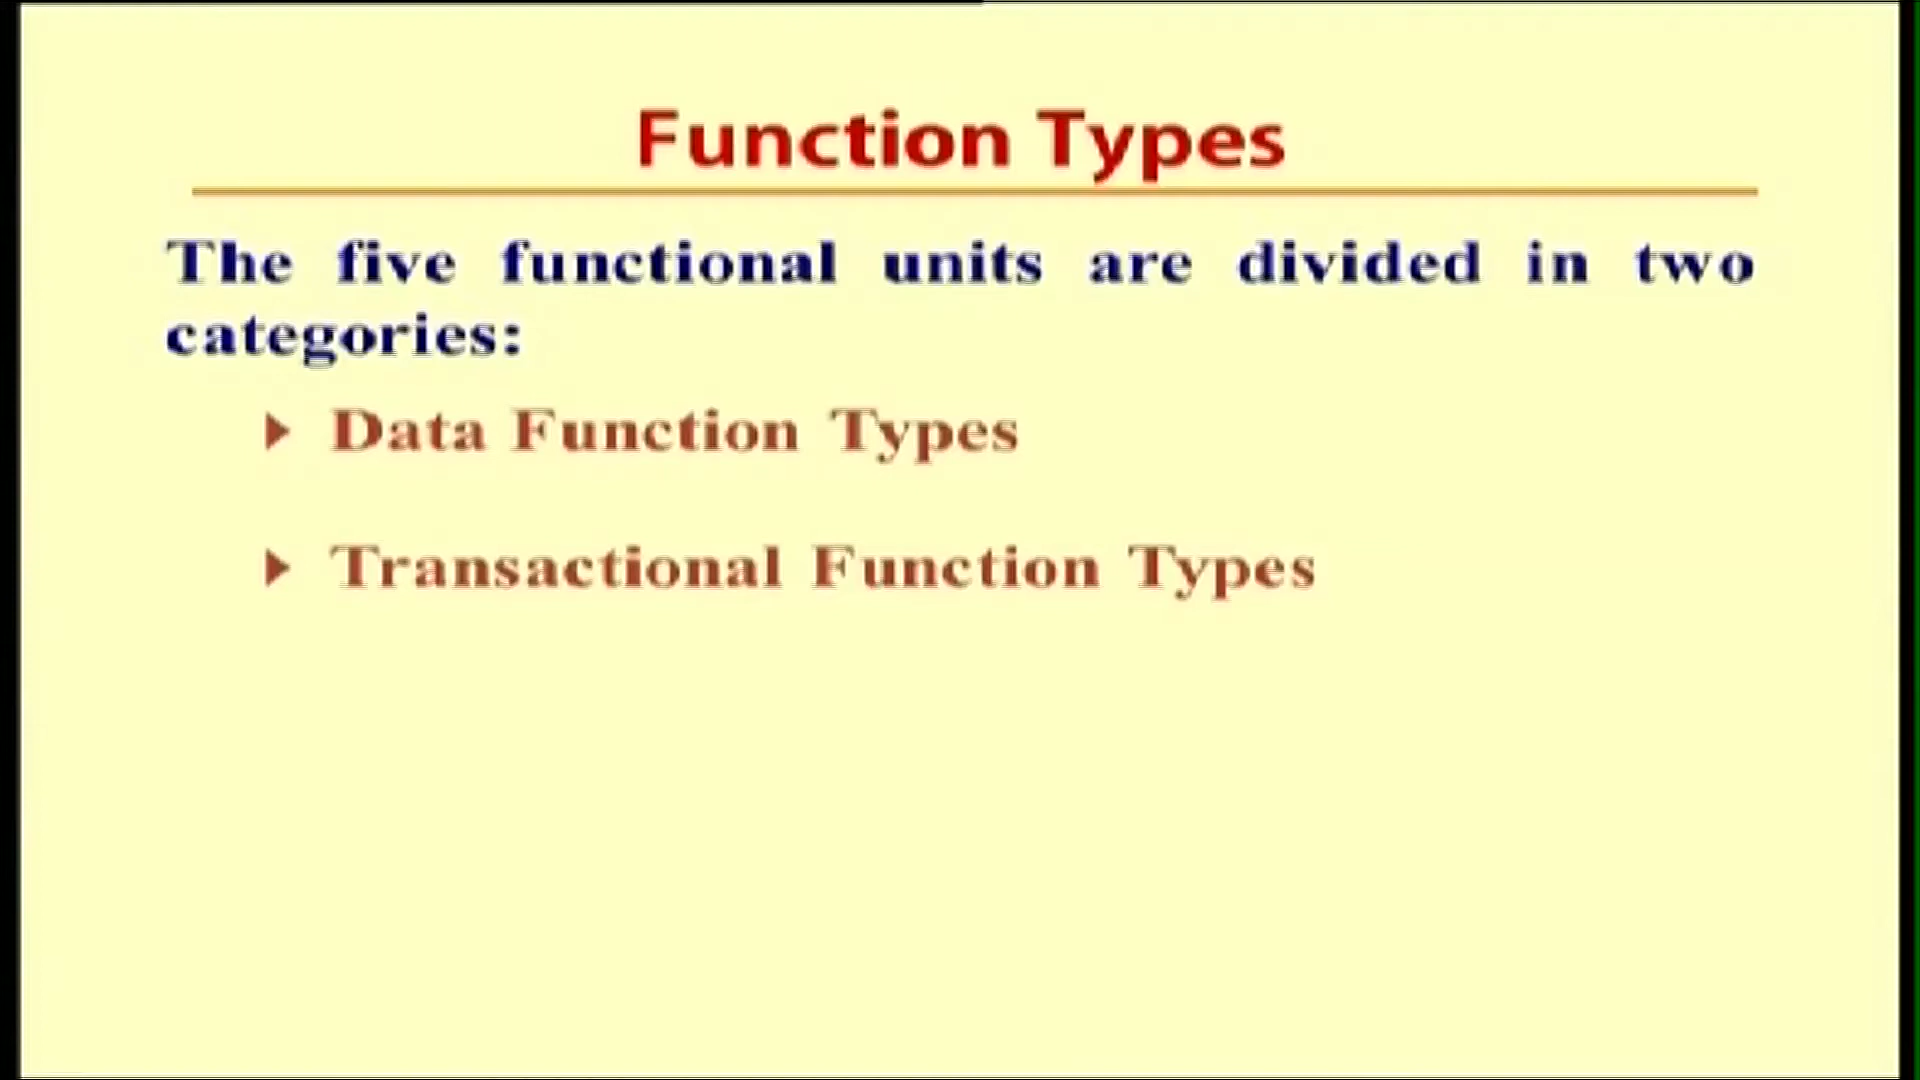 Function Types
The five functional units are divided in two
categories:
Data Function Types
Transactional Function Types